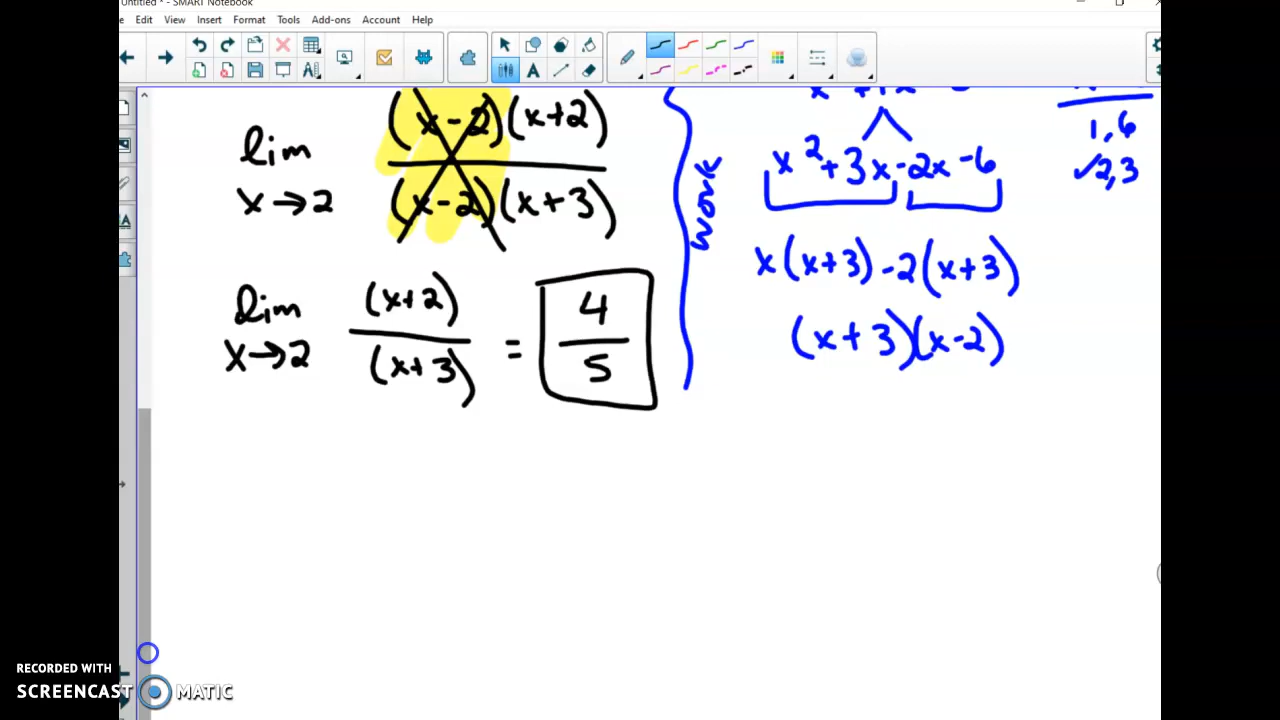 Untitled * - SMART Notebook
Edit View Insert Format Tools Add-ons Account Help
lim x→2 (x-2)(x+2) / (x-2)(x+3)
lim x→2 (x+2) / (x+3) = 4/5
work
1, 6
✓2, 3
x² + 3x - 2x - 6
x(x+3) - 2(x+3)
(x+3)(x-2)
RECORDED WITH
SCREENCAST MATIC